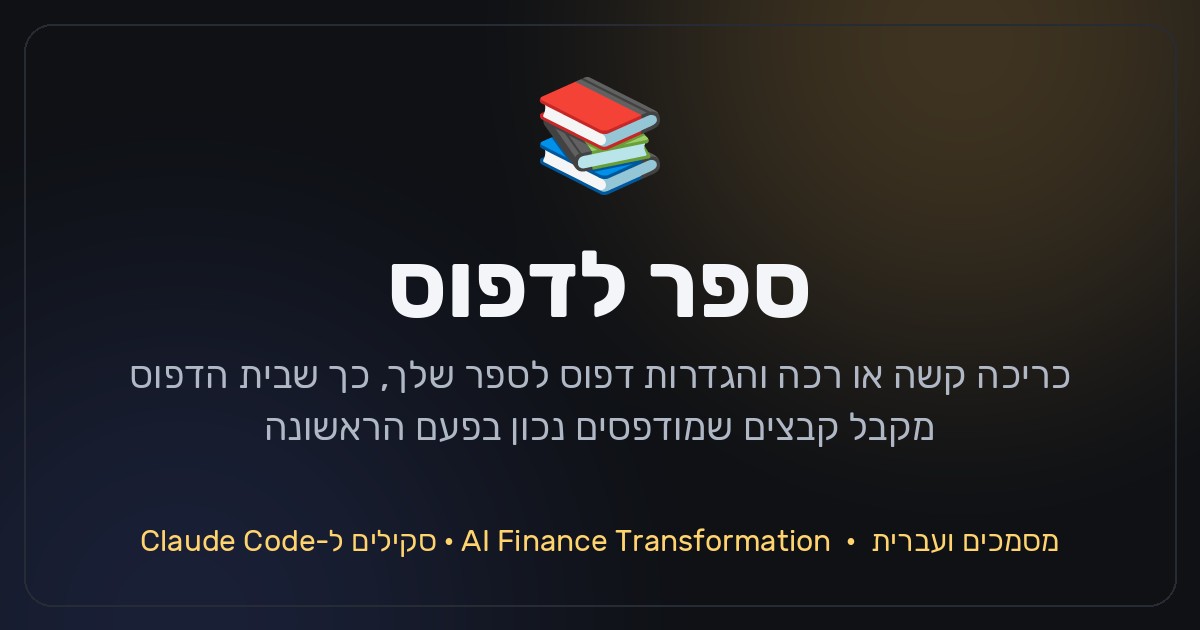 ספר לדפוס
כריכה קשה או רכה והגדרות דפוס לספר שלך, כך שבית הדפוס
מקבל קבצים שמודפסים נכון בפעם הראשונה
מסמכים ועברית • AI Finance Transformation • סקילים ל-Claude Code